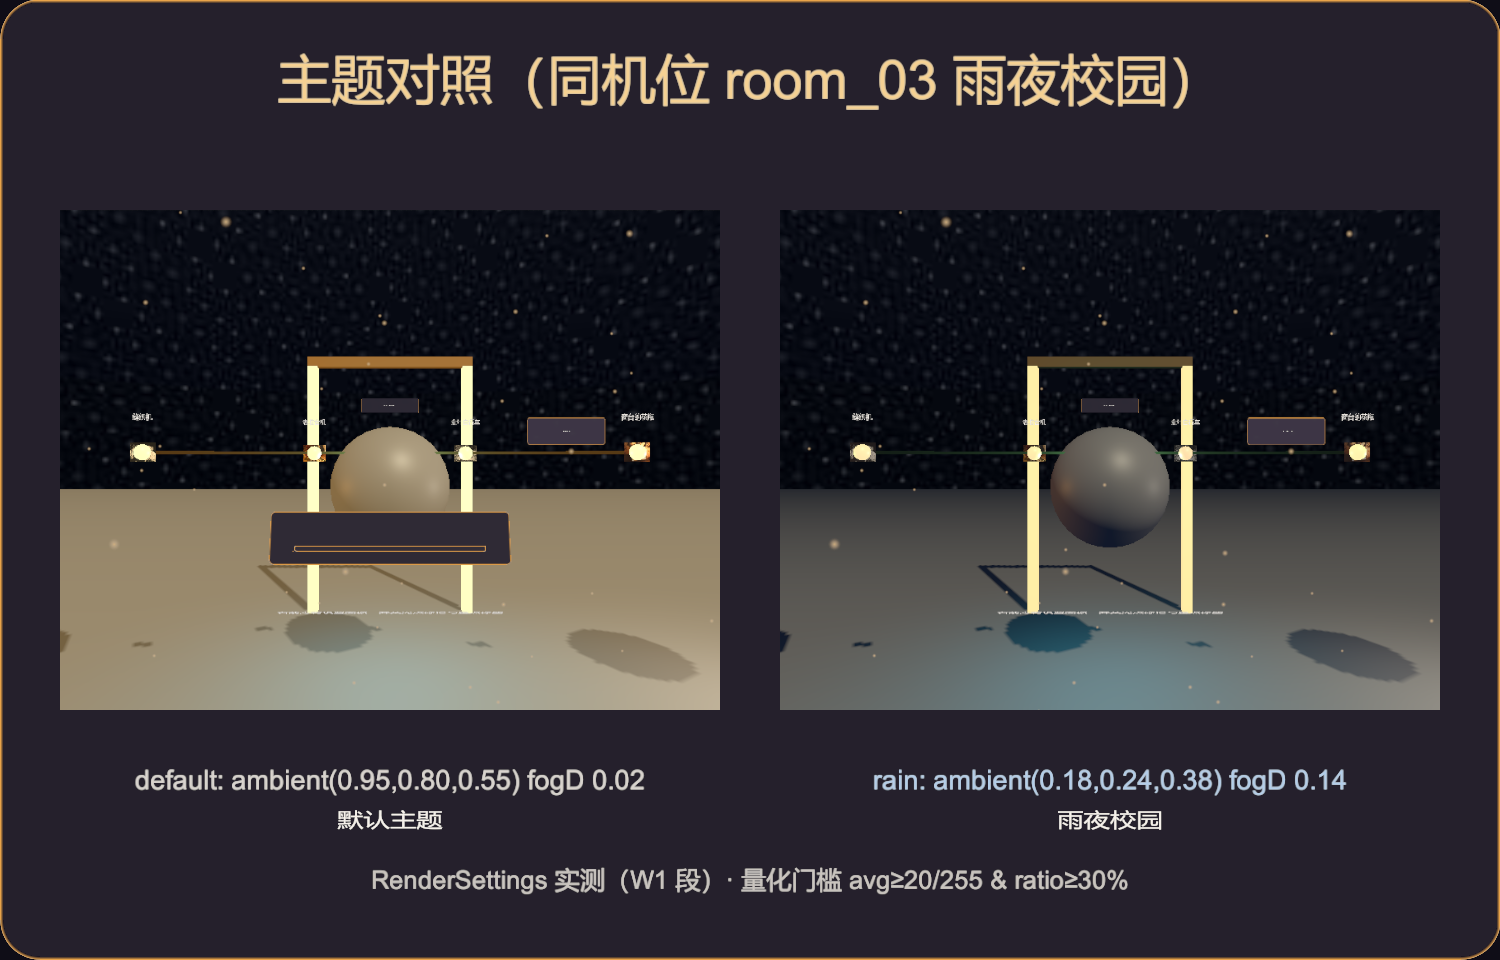 主题对照（同机位 room_03 雨夜校园）
default: ambient(0.95,0.80,0.55) fogD 0.02
默认主题
rain: ambient(0.18,0.24,0.38) fogD 0.14
雨夜校园
RenderSettings 实测（W1 段）· 量化门槛 avg≥20/255 & ratio≥30%